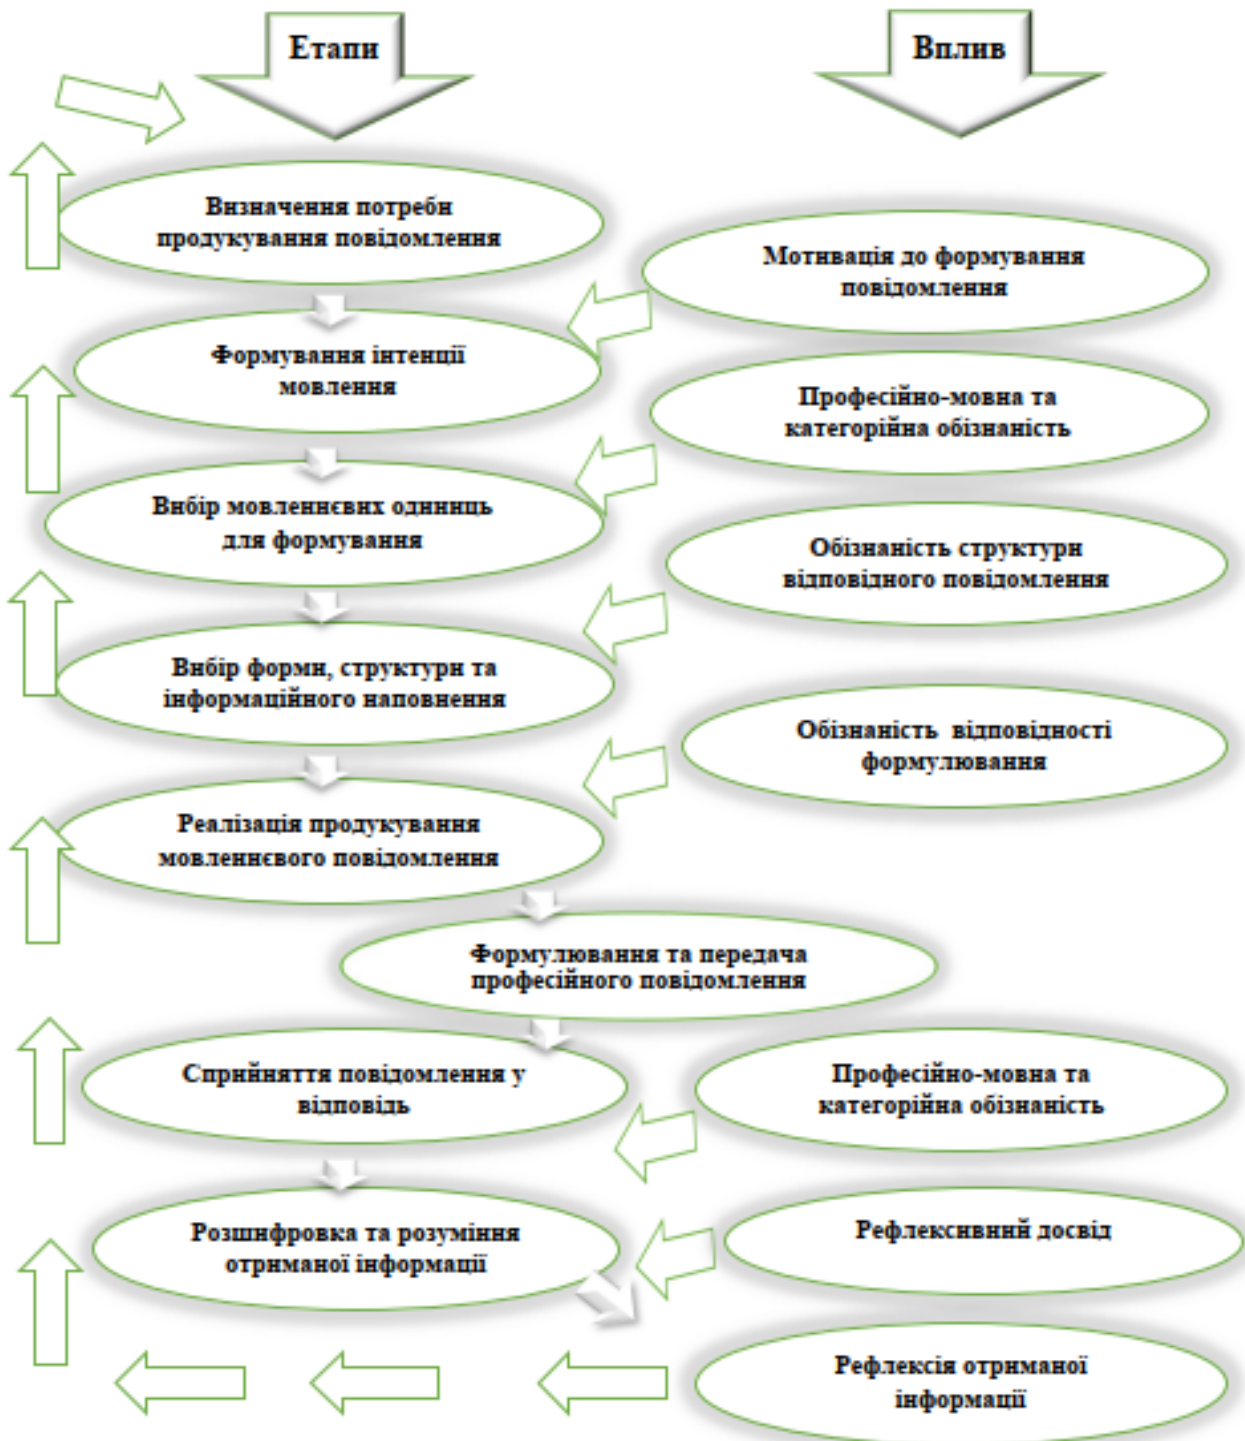 Етапи
Вплив
Визначення потреби
продукування повідомлення
Мотивація до формування
повідомлення
Формування інтенції
мовлення
Професійно-мовна та
категорійна обізнаність
Вибір мовленнєвих одиниць
для формування
Обізнаність структури
відповідного повідомлення
Вибір форми, структури та
інформаційного наповнення
Обізнаність відповідності
формулювання
Реалізація продукування
мовленнєвого повідомлення
Формулювання та передача
професійного повідомлення
Сприйняття повідомлення у
відповідь
Професійно-мовна та
категорійна обізнаність
Розшифровка та розуміння
отриманої інформації
Рефлексивний досвід
Рефлексія отриманої
інформації